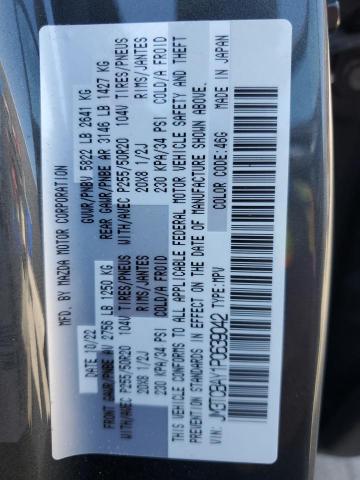 MFD. BY MAZDA MOTOR CORPORATION
DATE: 10/22 GVWR/PNBV 5822 LB 2641 KG
FRONT GAWR/PNBE AV 2756 LB 1250 KG REAR GAWR/PNBE AR 3146 LB 1427 KG
WITH/AVEC P255/50R20 104V TIRES/PNEUS WITH/AVEC P255/50R20 104V TIRES/PNEUS
20X8 1/2J RIMS/JANTES 20X8 1/2J RIMS/JANTES
230 KPA/34 PSI COLD/A FROID 230 KPA/34 PSI COLD/A FROID
THIS VEHICLE CONFORMS TO ALL APPLICABLE FEDERAL MOTOR VEHICLE SAFETY AND THEFT
PREVENTION STANDARDS IN EFFECT ON THE DATE OF MANUFACTURE SHOWN ABOVE.
VIN: JM3TCBAY1P0639042 TYPE: MPV COLOR CODE: 46G MADE IN JAPAN